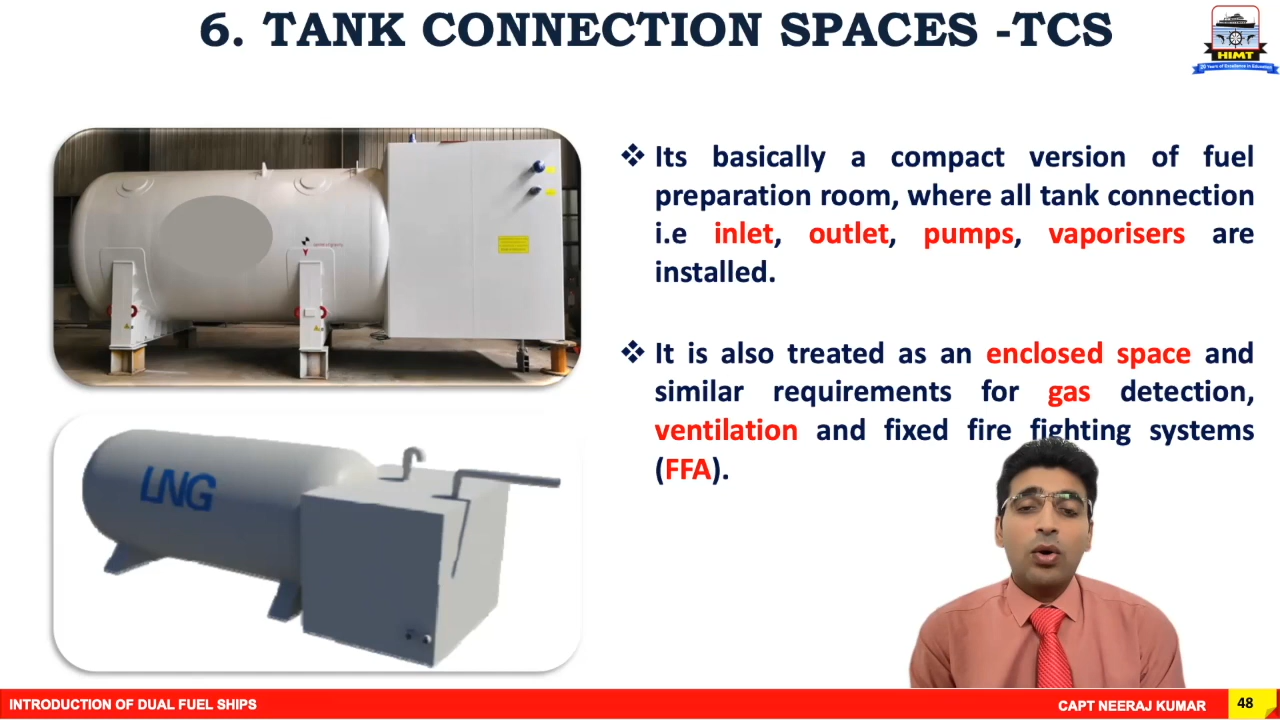 6. TANK CONNECTION SPACES -TCS
HIMT
❖ Its basically a compact version of fuel
preparation room, where all tank connection
i.e inlet, outlet, pumps, vaporisers are
installed.
❖ It is also treated as an enclosed space and
similar requirements for gas detection,
ventilation and fixed fire fighting systems
(FFA).
LNG
INTRODUCTION OF DUAL FUEL SHIPS
CAPT NEERAJ KUMAR
48